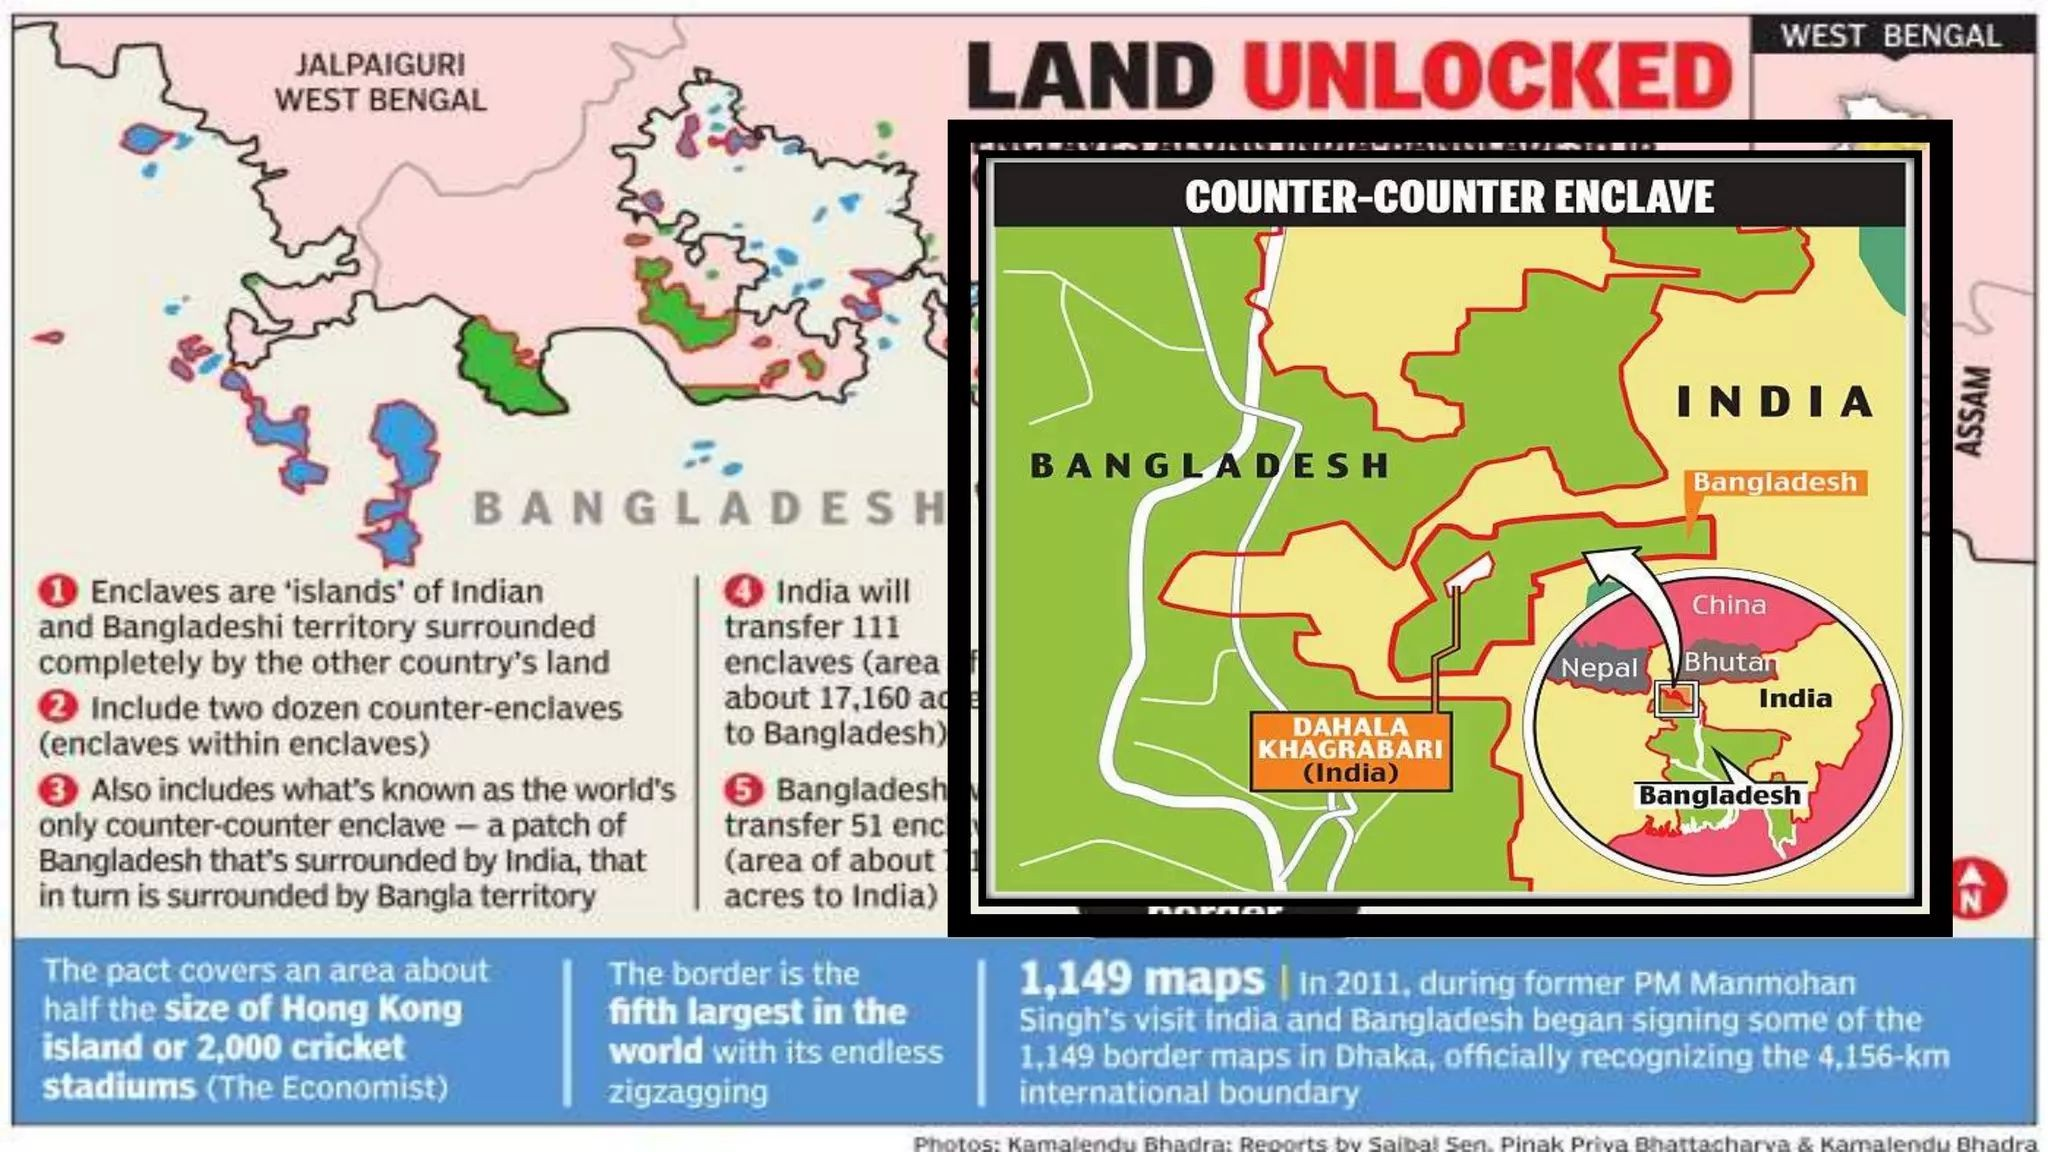 JALPAIGURI
WEST BENGAL
LAND UNLOCKED
WEST BENGAL
ASSAM
BANGLADESH
1 Enclaves are 'islands' of Indian
and Bangladeshi territory surrounded
completely by the other country's land
2 Include two dozen counter-enclaves
(enclaves within enclaves)
3 Also includes what's known as the world's
only counter-counter enclave — a patch of
Bangladesh that's surrounded by India, that
in turn is surrounded by Bangla territory
4 India will
transfer 111
enclaves (area
about 17,160
to Bangladesh)
5 Bangladesh
transfer 51
(area of about
acres to India)
COUNTER-COUNTER ENCLAVE
INDIA
BANGLADESH
Bangladesh
DAHALA
KHAGRABARI
(India)
China
Nepal
Bhutan
India
Bangladesh
border
N
The pact covers an area about
half the size of Hong Kong
island or 2,000 cricket
stadiums (The Economist)
The border is the
fifth largest in the
world with its endless
zigzagging
1,149 maps | In 2011, during former PM Manmohan
Singh's visit India and Bangladesh began signing some of the
1,149 border maps in Dhaka, officially recognizing the 4,156-km
international boundary
Photos: Kamalendu Bhadra; Reports by Saibal Sen, Pinak Priya Bhattacharya & Kamalendu Bhadra